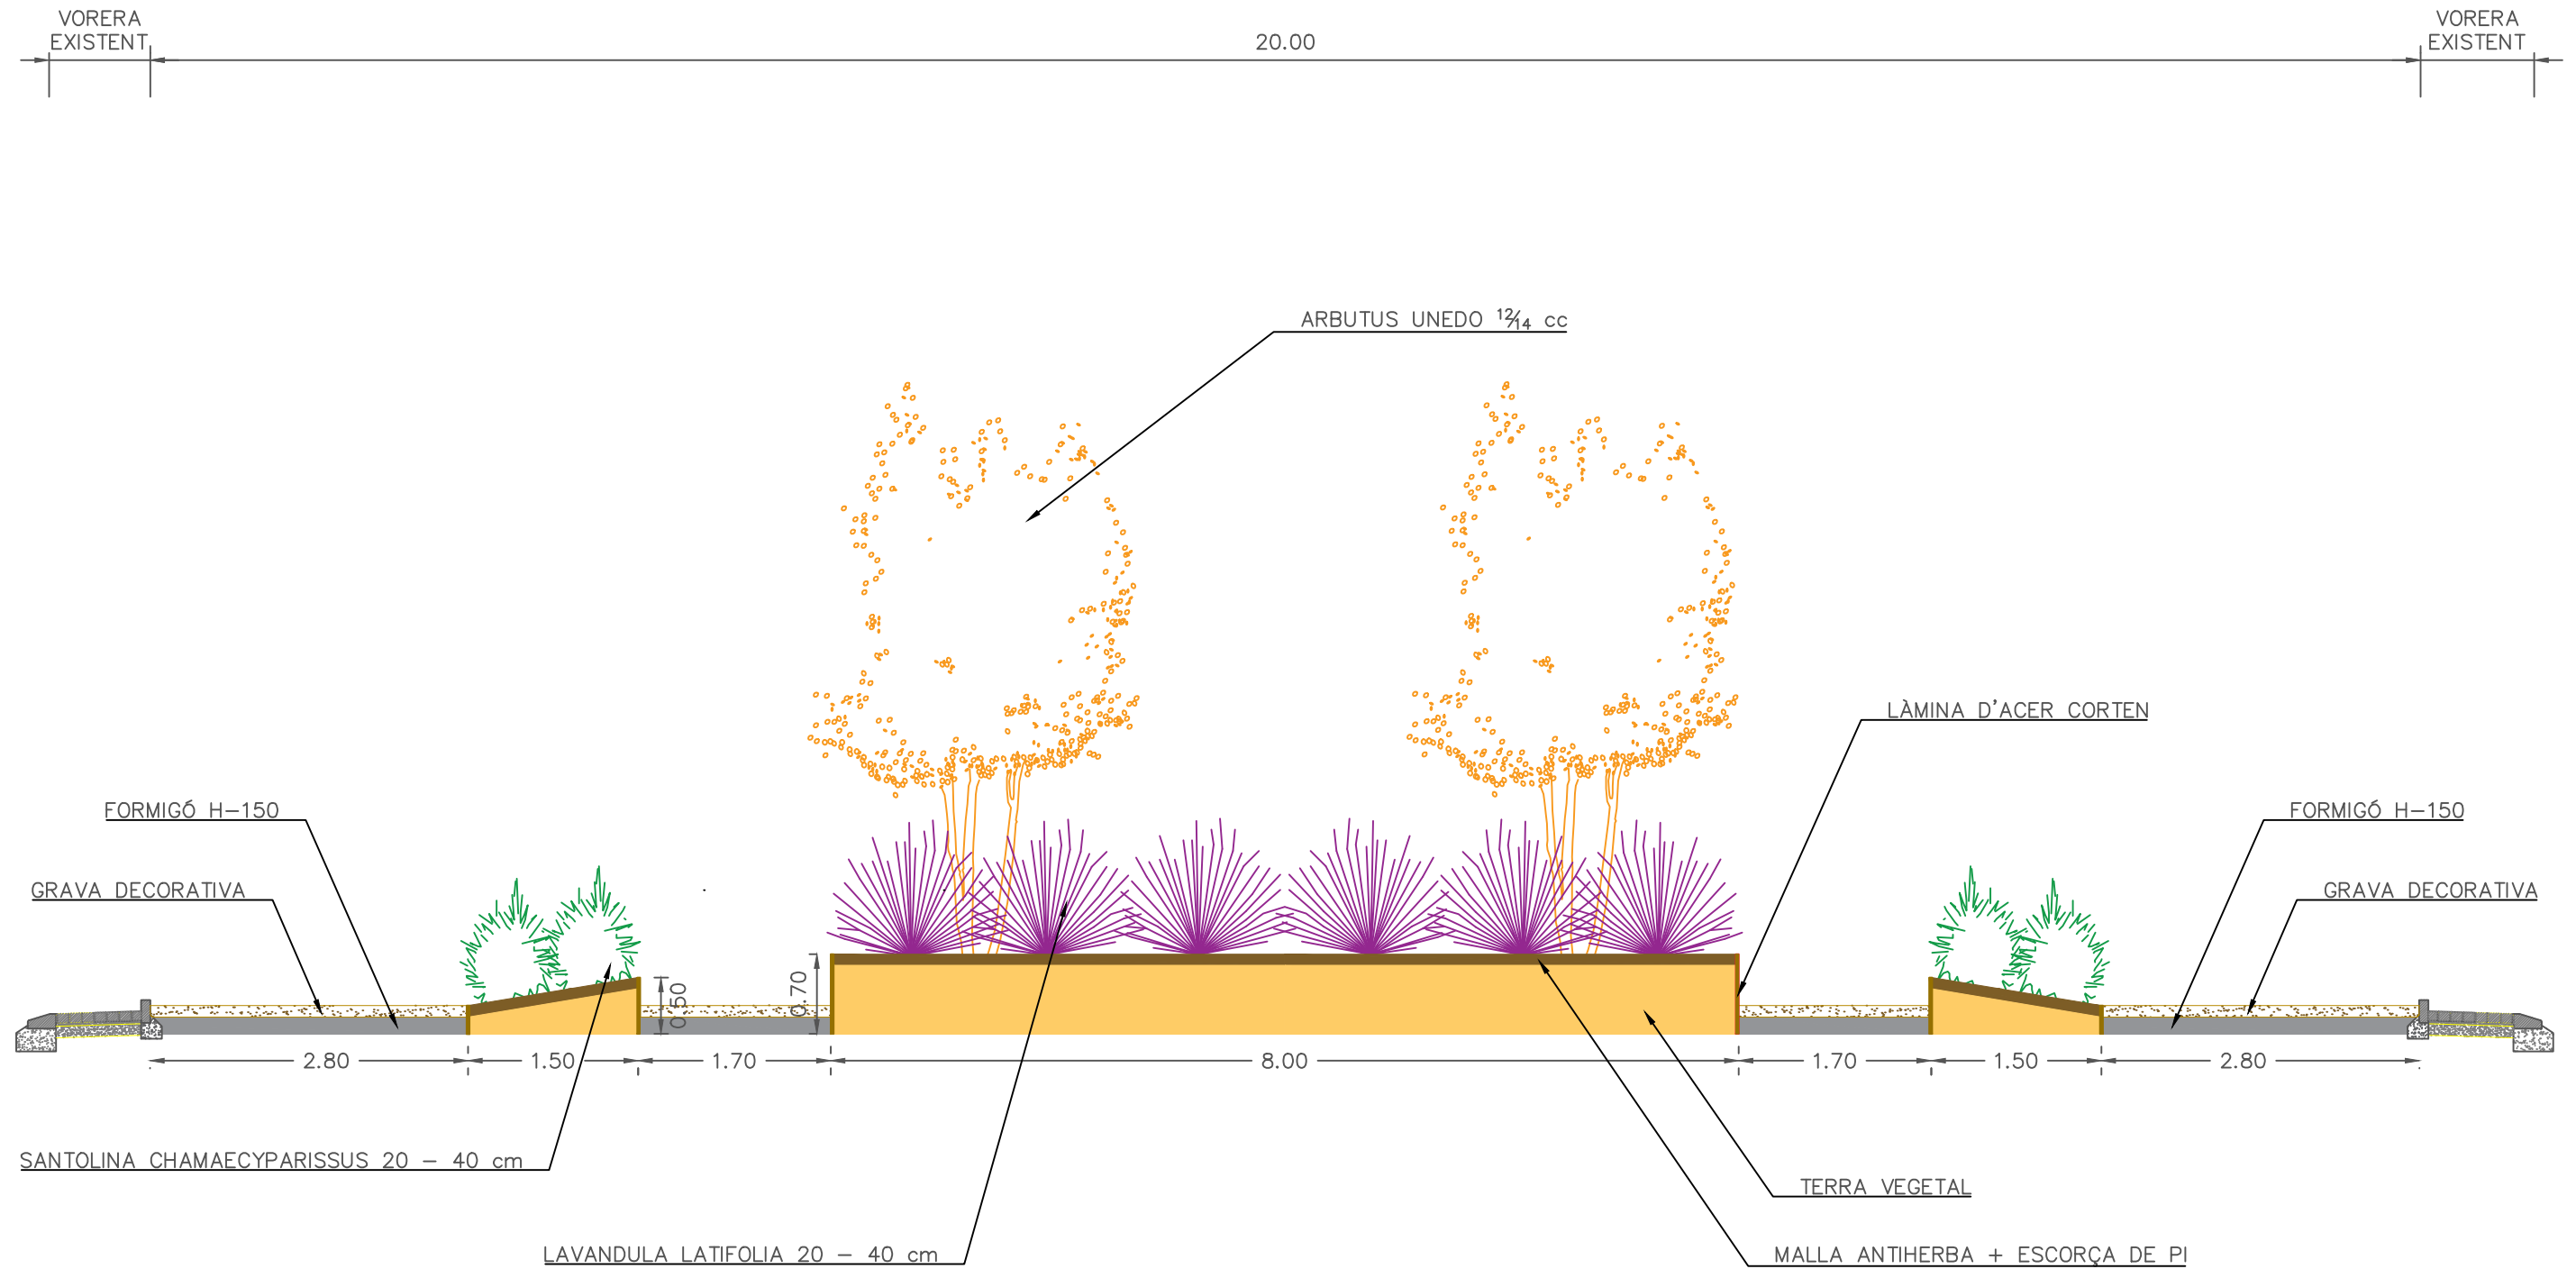 VORERA
EXISTENT
20.00
VORERA
EXISTENT
ARBUTUS UNEDO 12/14 cc
LÀMINA D'ACER CORTEN
FORMIGÓ H-150
FORMIGÓ H-150
GRAVA DECORATIVA
GRAVA DECORATIVA
0.50
0.70
2.80
1.50
1.70
8.00
1.70
1.50
2.80
SANTOLINA CHAMAECYPARISSUS 20 - 40 cm
TERRA VEGETAL
LAVANDULA LATIFOLIA 20 - 40 cm
MALLA ANTIHERBA + ESCORÇA DE PI